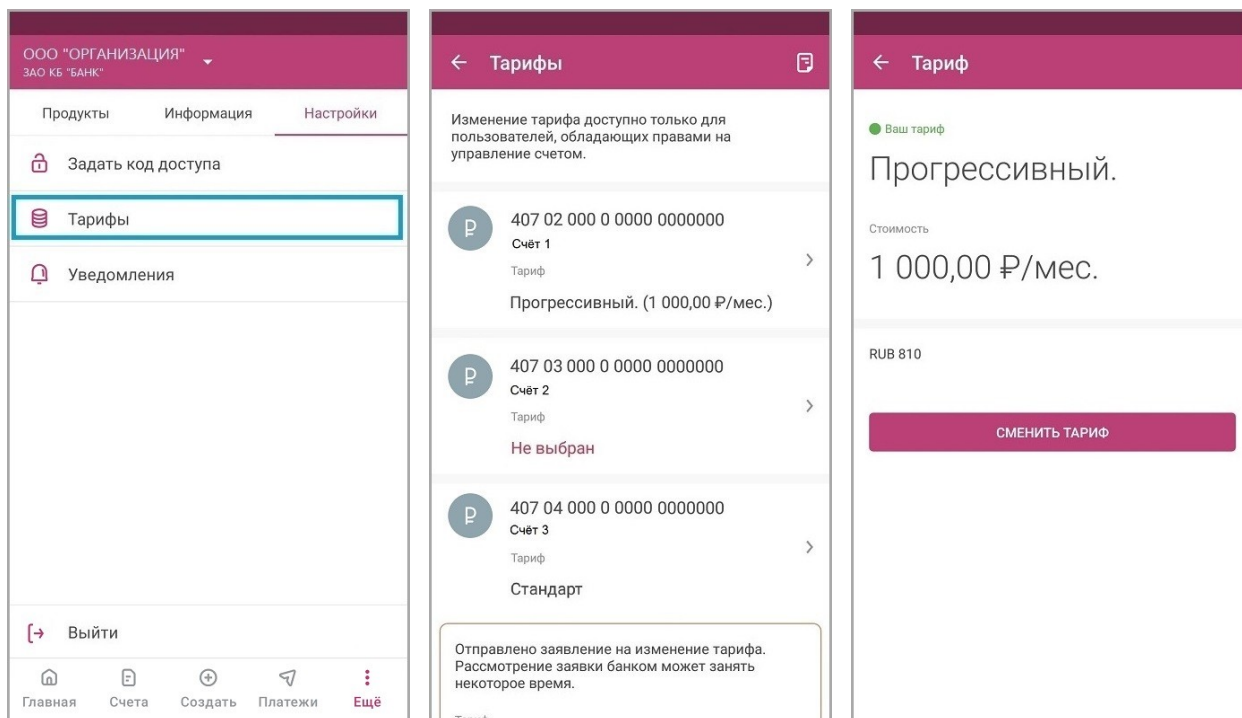 ООО "ОРГАНИЗАЦИЯ"
ЗАО КБ "БАНК"
Продукты Информация Настройки
Задать код доступа
Тарифы
Уведомления
Выйти
Главная Счета Создать Платежи Ещё
Тарифы
Изменение тарифа доступно только для
пользователей, обладающих правами на
управление счетом.
407 02 000 0 0000 0000000
Счёт 1
Тариф
Прогрессивный. (1 000,00 ₽/мес.)
407 03 000 0 0000 0000000
Счёт 2
Тариф
Не выбран
407 04 000 0 0000 0000000
Счёт 3
Тариф
Стандарт
Отправлено заявление на изменение тарифа.
Рассмотрение заявки банком может занять
некоторое время.
Тариф
Тариф
Ваш тариф
Прогрессивный.
Стоимость
1 000,00 ₽/мес.
RUB 810
СМЕНИТЬ ТАРИФ